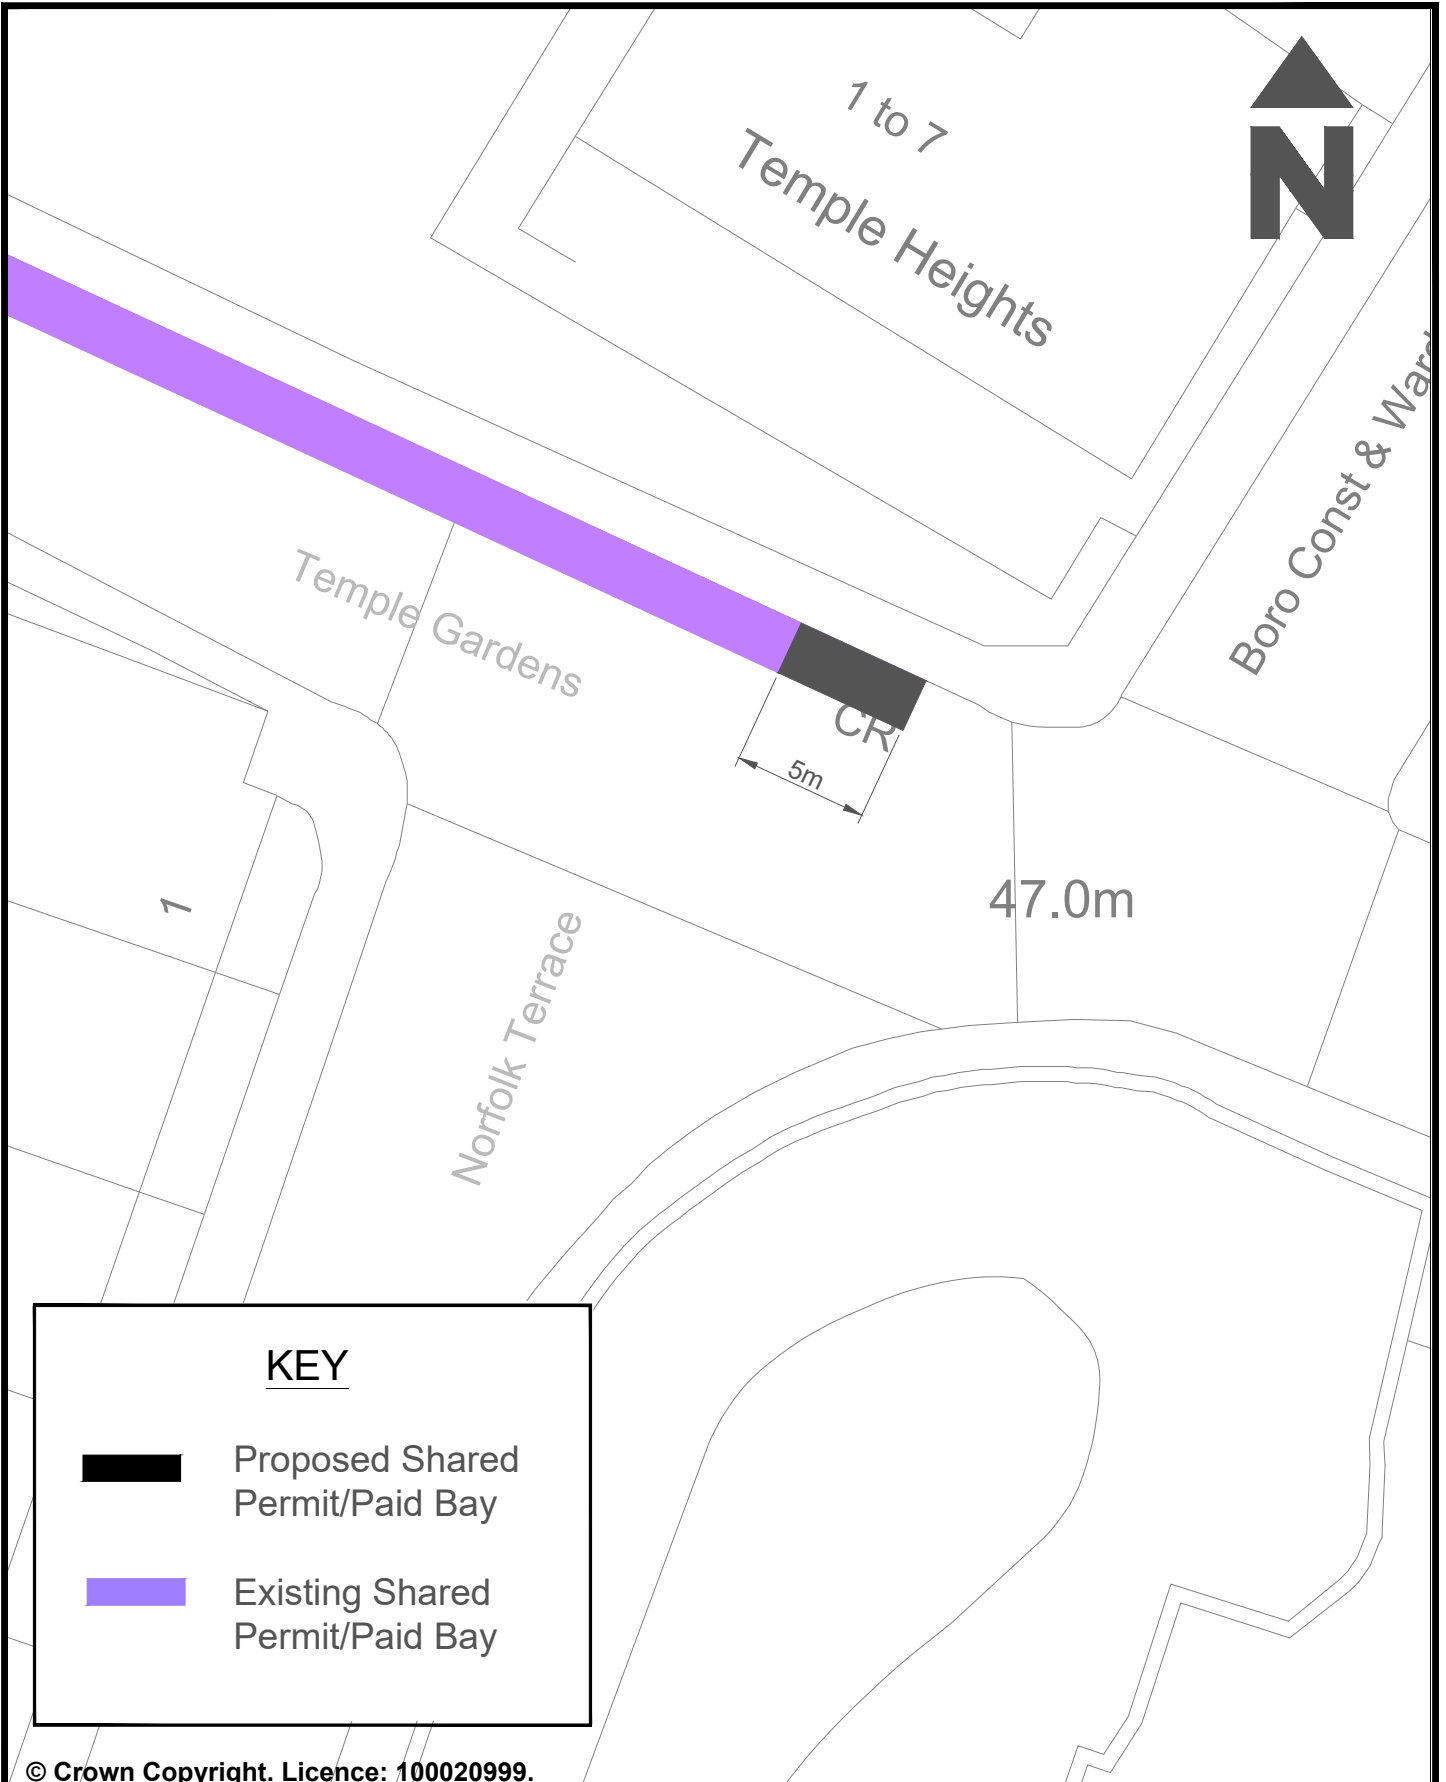 1 to 7
Temple Heights
N
Boro Const & Ward
Temple Gardens
CR
5m
1
47.0m
Norfolk Terrace
KEY
Proposed Shared
Permit/Paid Bay
Existing Shared
Permit/Paid Bay
© Crown Copyright. Licence: 100020999.